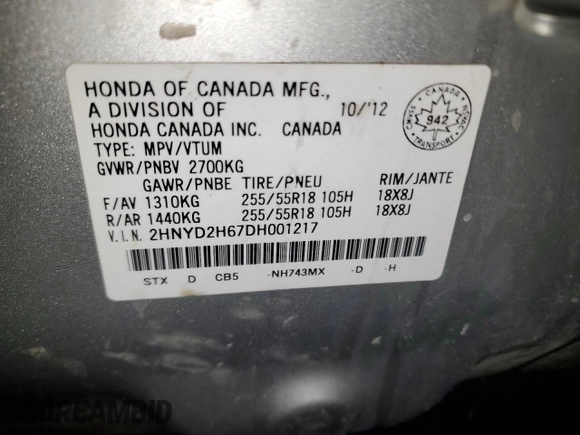 HONDA OF CANADA MFG.,
A DIVISION OF 10/'12
HONDA CANADA INC. CANADA
TYPE: MPV/VTUM
GVWR/PNBV 2700KG
GAWR/PNBE TIRE/PNEU RIM/JANTE
F/AV 1310KG 255/55R18 105H 18X8J
R/AR 1440KG 255/55R18 105H 18X8J
V.I.N. 2HNYD2H67DH001217
STX D CB5 -NH743MX -D -H
CANADA
942
TRANSPORT
CMVSS
NSVAC
DREAMBID